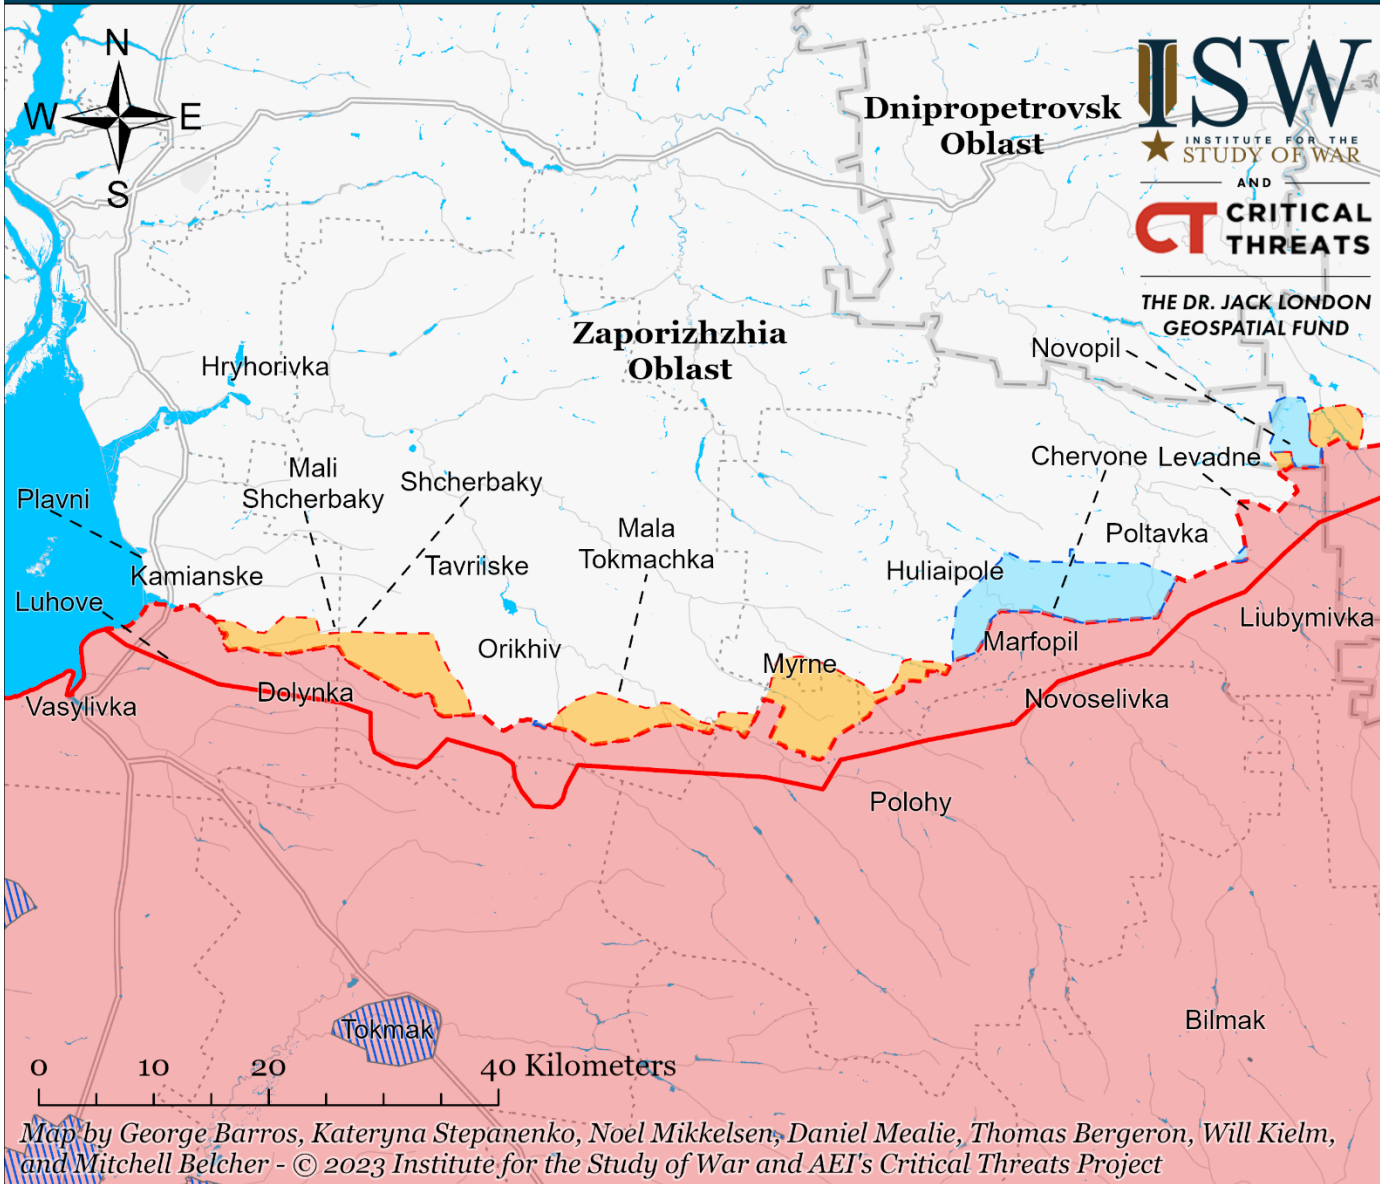 N
W
E
S
Dnipropetrovsk
Oblast
ISW
INSTITUTE FOR THE
STUDY OF WAR
AND
CT CRITICAL
THREATS
THE DR. JACK LONDON
GEOSPATIAL FUND
Zaporizhzhia
Oblast
Novopil
Hryhorivka
Mali
Shcherbaky
Shcherbaky
Chervone
Levadne
Plavni
Mala
Tokmachka
Poltavka
Kamianske
Tavriiske
Huliaipole
Luhove
Liubymivka
Orikhiv
Marfopil
Myrne
Vasylivka
Dolynka
Novoselivka
Polohy
Tokmak
Bilmak
0 10 20 40 Kilometers
Map by George Barros, Kateryna Stepanenko, Noel Mikkelsen, Daniel Mealie, Thomas Bergeron, Will Kielm,
and Mitchell Belcher - © 2023 Institute for the Study of War and AEI's Critical Threats Project